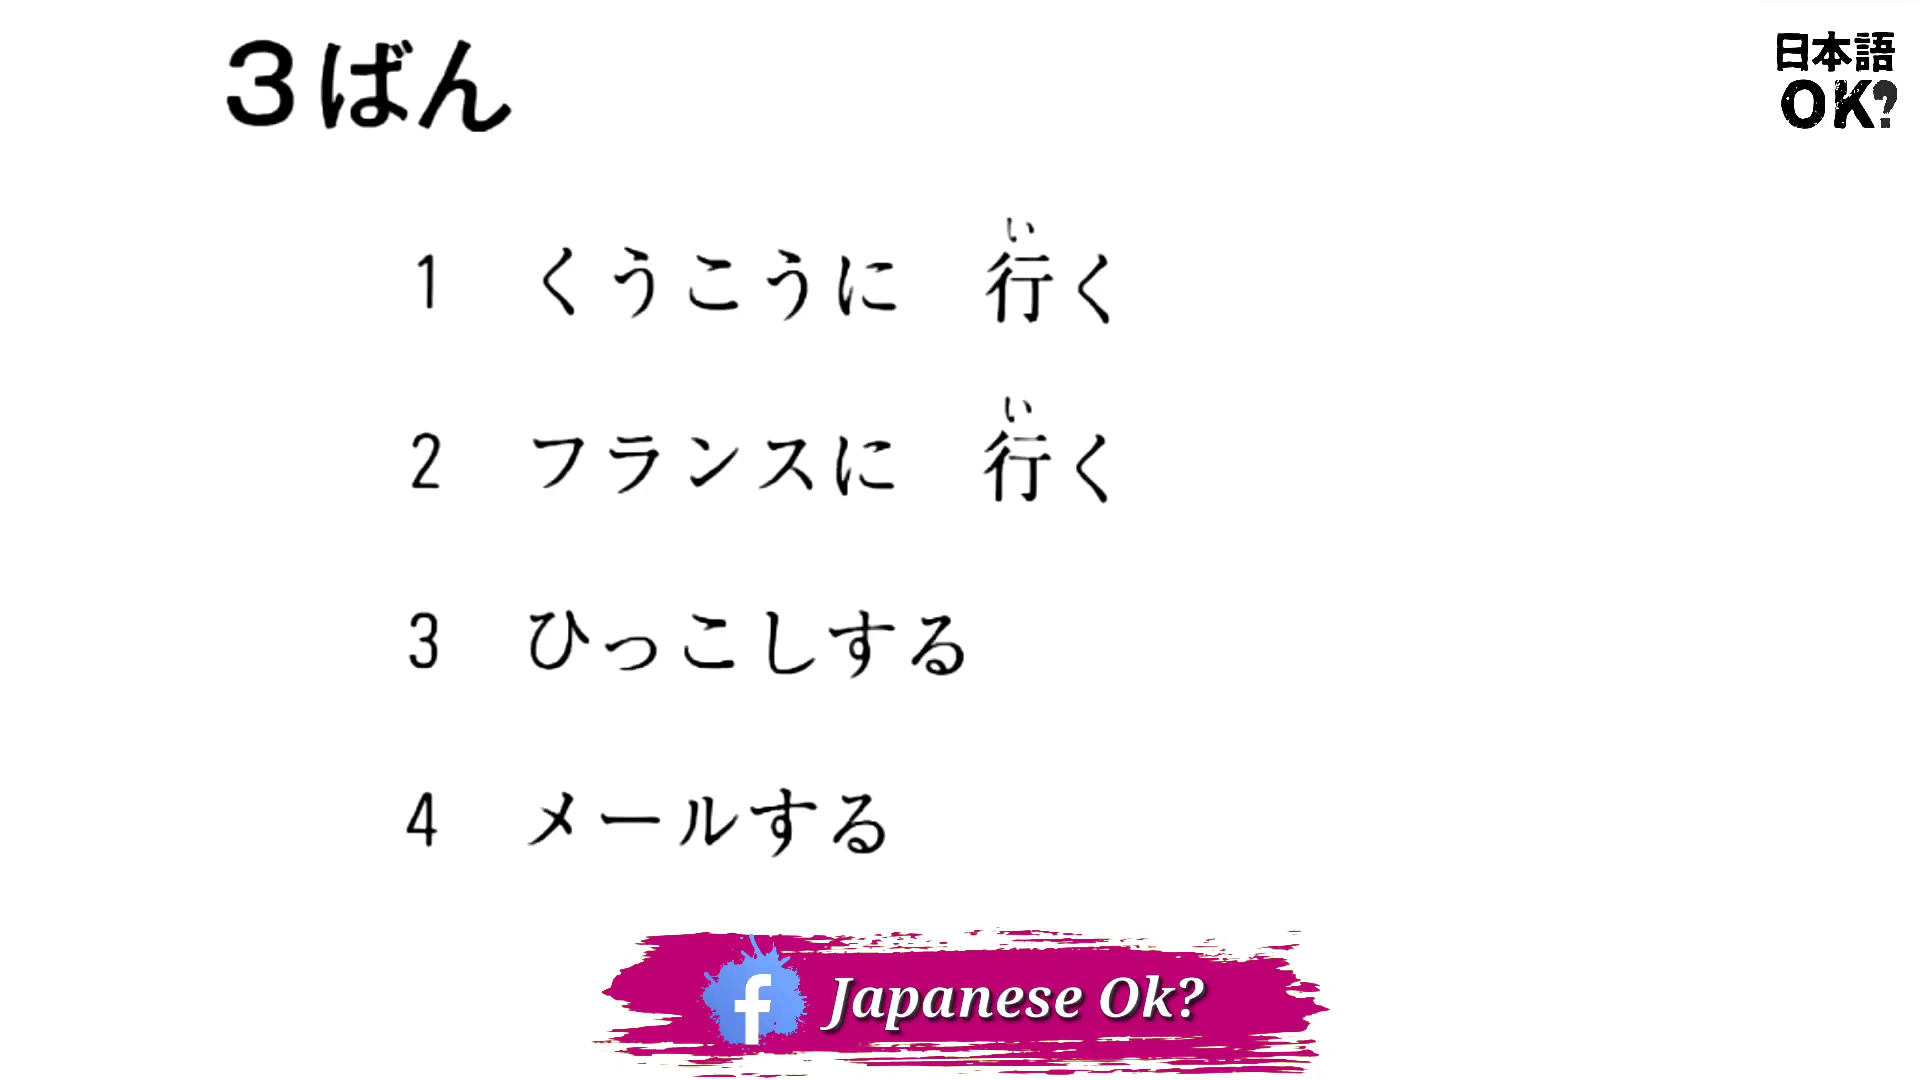 3ばん
日本語
OK?
1 くうこうに 行く
い
2 フランスに 行く
い
3 ひっこしする
4 メールする
f Japanese Ok?